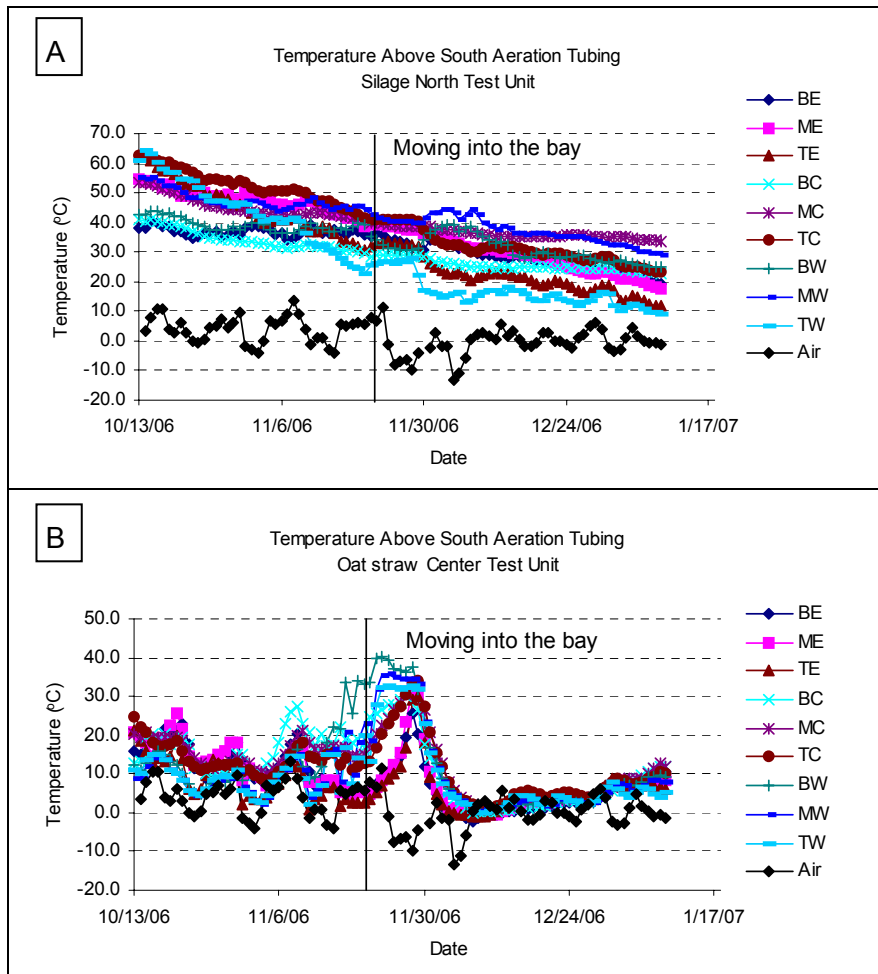 A
Temperature Above South Aeration Tubing
Silage North Test Unit
Moving into the bay
70.0
60.0
50.0
40.0
30.0
20.0
10.0
0.0
-10.0
-20.0
Temperature (ºC)
10/13/06 11/6/06 11/30/06 12/24/06 1/17/07
Date
BE
ME
TE
BC
MC
TC
BW
MW
TW
Air
B
Temperature Above South Aeration Tubing
Oat straw Center Test Unit
Moving into the bay
50.0
40.0
30.0
20.0
10.0
0.0
-10.0
-20.0
Temperature (ºC)
10/13/06 11/6/06 11/30/06 12/24/06 1/17/07
Date
BE
ME
TE
BC
MC
TC
BW
MW
TW
Air